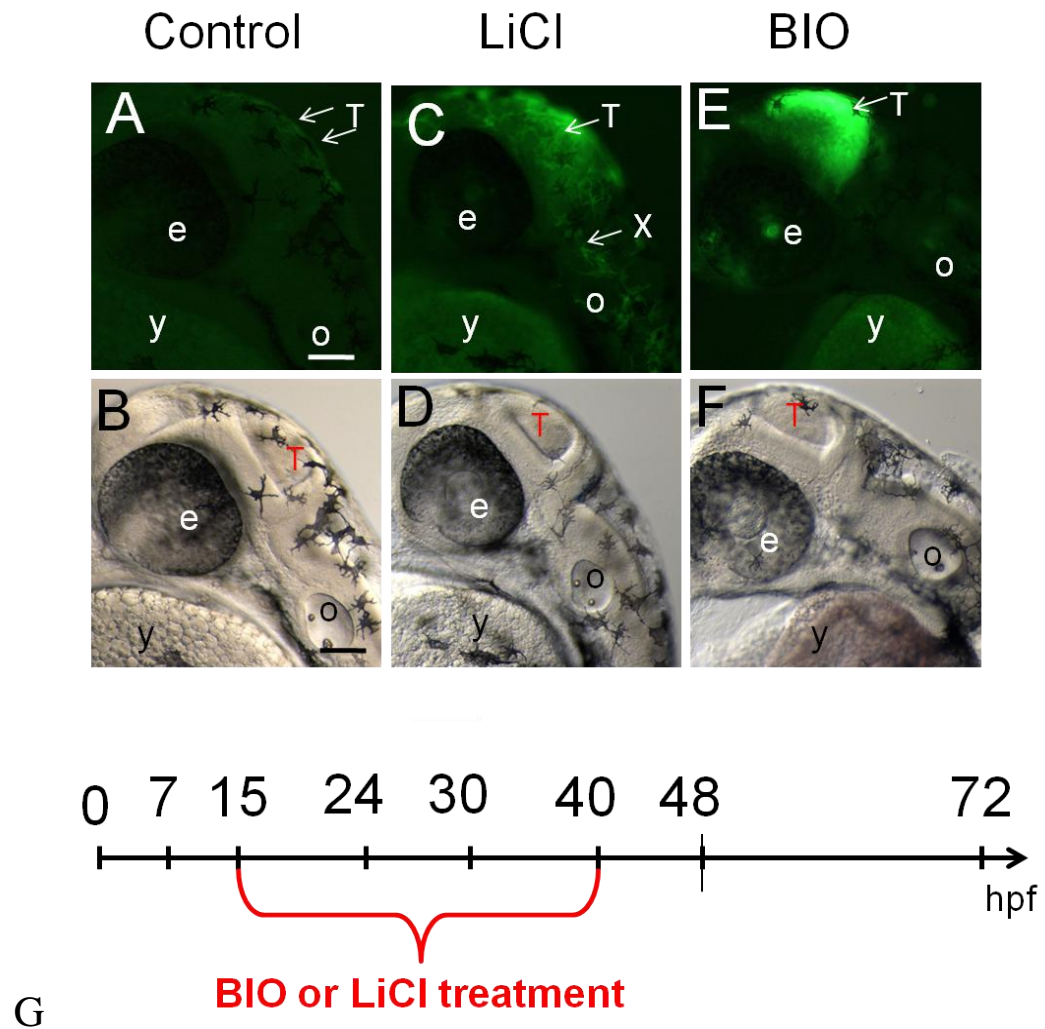 Control LiCl BIO
A T
C T
E T
e e e
X
o o o
y y y
B T
D T
F T
e e e
o o o
y y y
0 7 15 24 30 40 48 72
hpf
BIO or LiCl treatment
G